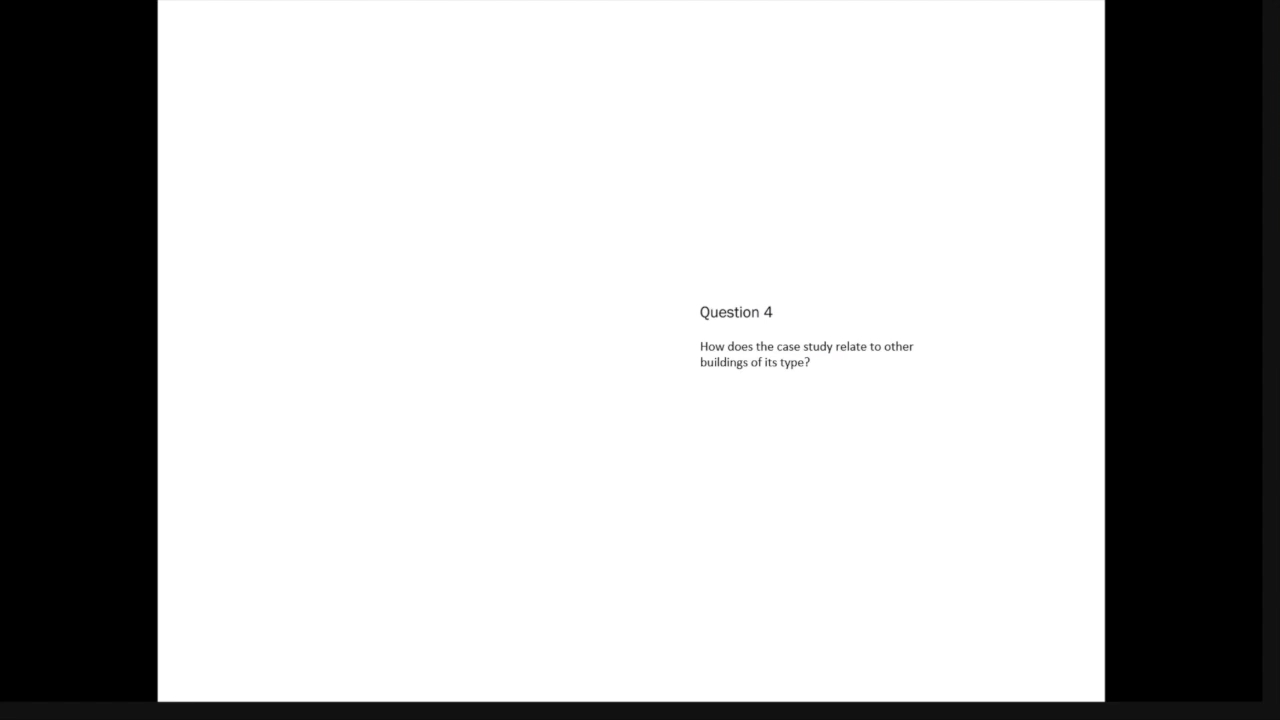 Question 4
How does the case study relate to other
buildings of its type?